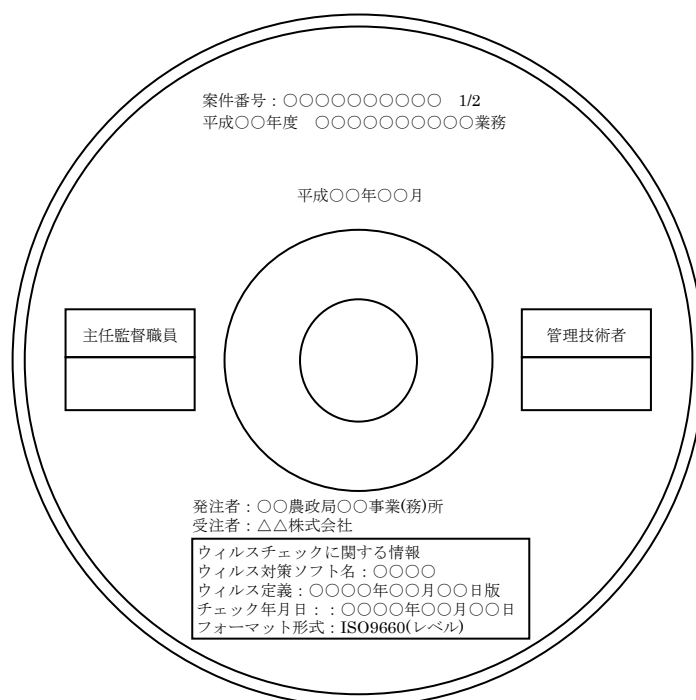 案件番号：○○○○○○○○○○　1/2
平成○○年度　○○○○○○○○○○業務
平成○○年○○月
主任監督職員
管理技術者
発注者：○○農政局○○事業(務)所
受注者：△△株式会社
ウィルスチェックに関する情報
ウィルス対策ソフト名：○○○○
ウィルス定義：○○○○年○○月○○日版
チェック年月日：：○○○○年○○月○○日
フォーマット形式：ISO9660(レベル)